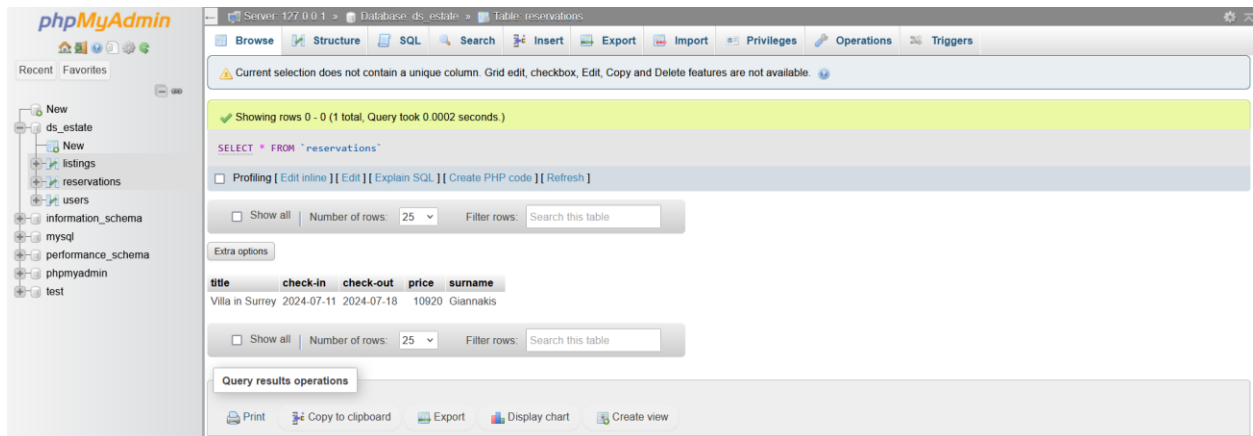 phpMyAdmin
Recent Favorites
New
ds_estate
New
listings
reservations
users
information_schema
mysql
performance_schema
phpmyadmin
test
Server: 127.0.0.1 » Database: ds_estate » Table: reservations
Browse Structure SQL Search Insert Export Import Privileges Operations Triggers
Current selection does not contain a unique column. Grid edit, checkbox, Edit, Copy and Delete features are not available.
Showing rows 0 - 0 (1 total, Query took 0.0002 seconds.)
SELECT * FROM `reservations`
Profiling [ Edit inline ] [ Edit ] [ Explain SQL ] [ Create PHP code ] [ Refresh ]
Show all | Number of rows: 25 Filter rows: Search this table
Extra options
title check-in check-out price surname
Villa in Surrey 2024-07-11 2024-07-18 10920 Giannakis
Show all | Number of rows: 25 Filter rows: Search this table
Query results operations
Print Copy to clipboard Export Display chart Create view